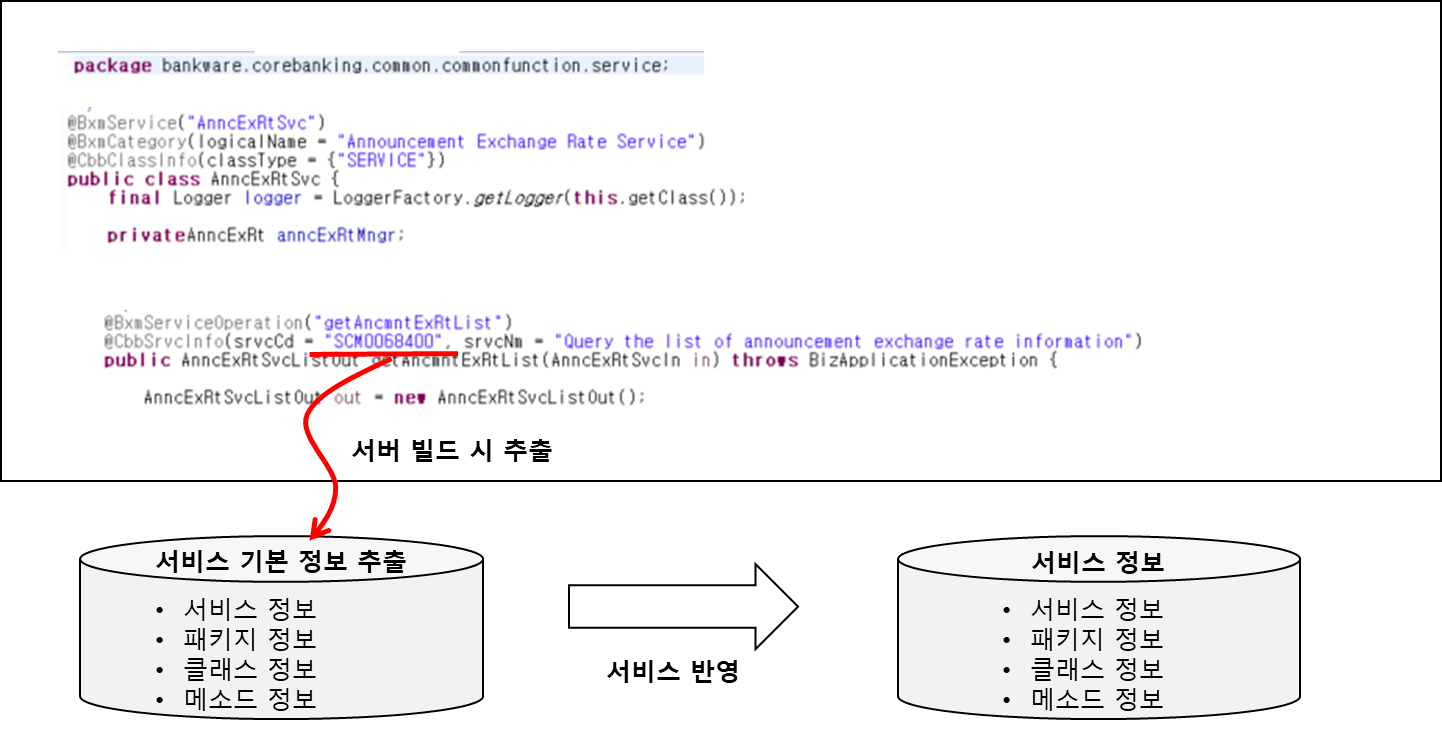 package bankware.corebanking.common.commonfunction.service;
@BxmService("AnncExRtSvc")
@BxmCategory(logicalName = "Announcement Exchange Rate Service")
@CbbClassInfo(classType = {"SERVICE"})
public class AnncExRtSvc {
final Logger logger = LoggerFactory.getLogger(this.getClass());
privateAnncExRt anncExRtMngr;
@BxmServiceOperation("getAncmntExRtList")
@CbbSrvcInfo(srvcCd = "SCM0068400", srvcNm = "Query the list of announcement exchange rate information")
public AnncExRtSvcListOut getAncmntExRtList(AnncExRtSvcIn in) throws BizApplicationException {
AnncExRtSvcListOut out = new AnncExRtSvcListOut();
서버 빌드 시 추출
서비스 기본 정보 추출
• 서비스 정보
• 패키지 정보
• 클래스 정보
• 메소드 정보
서비스 반영
서비스 정보
• 서비스 정보
• 패키지 정보
• 클래스 정보
• 메소드 정보